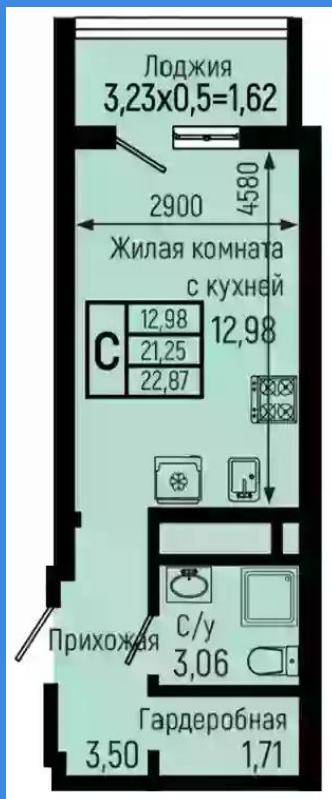 Лоджия
3,23х0,5=1,62
2900
4580
Жилая комната
с кухней
12,98
С
12,98
21,25
22,87
Прихожая
3,50
С/у
3,06
Гардеробная
1,71